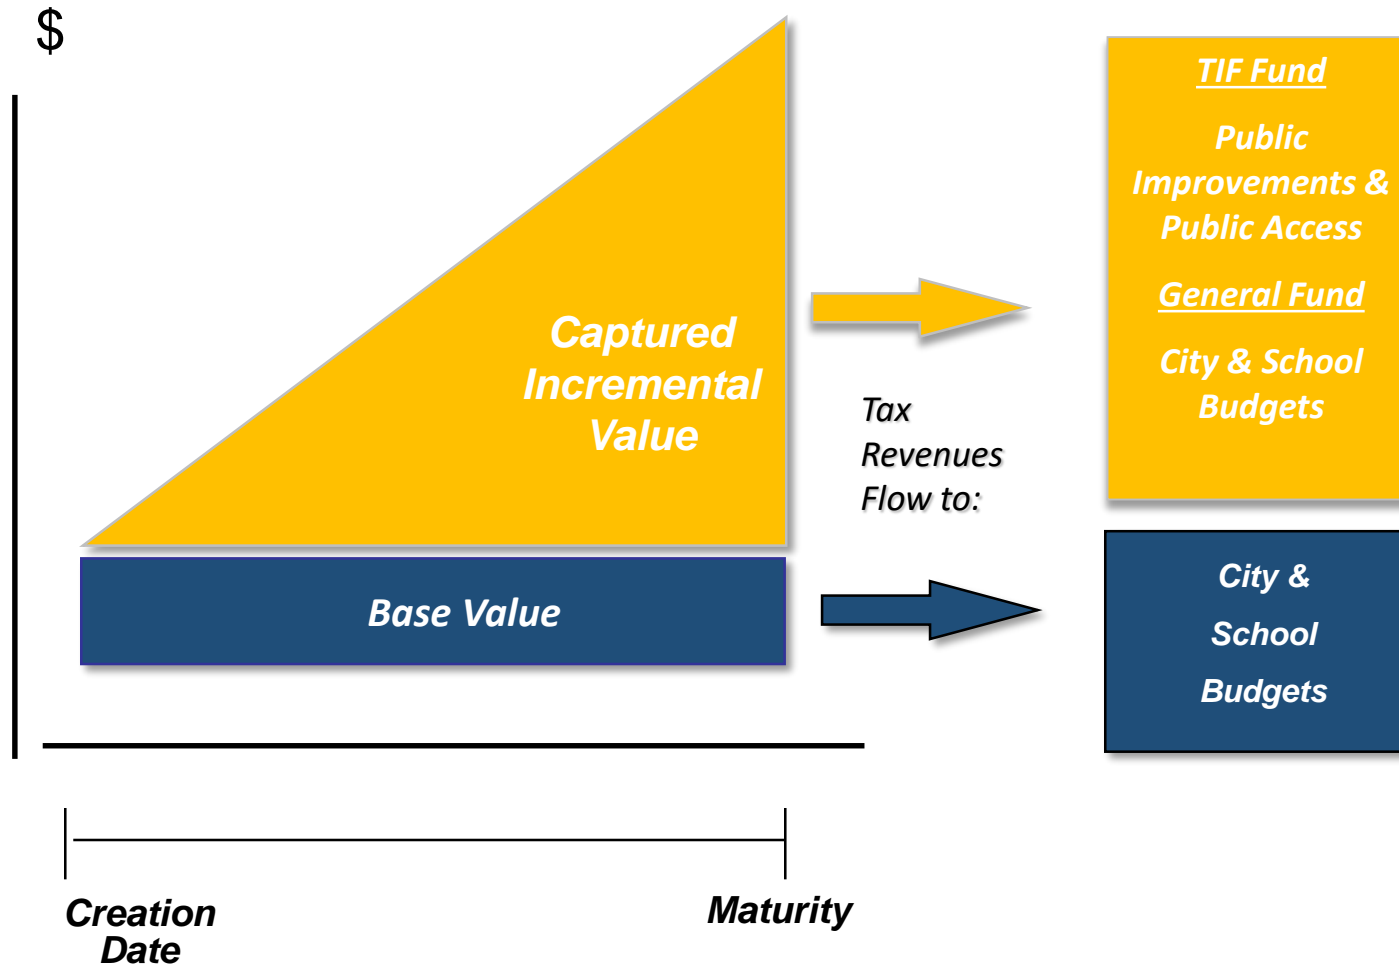 $
Captured
Incremental
Value
Base Value
Tax
Revenues
Flow to:
TIF Fund
Public
Improvements &
Public Access
General Fund
City & School
Budgets
City &
School
Budgets
Creation
Date
Maturity